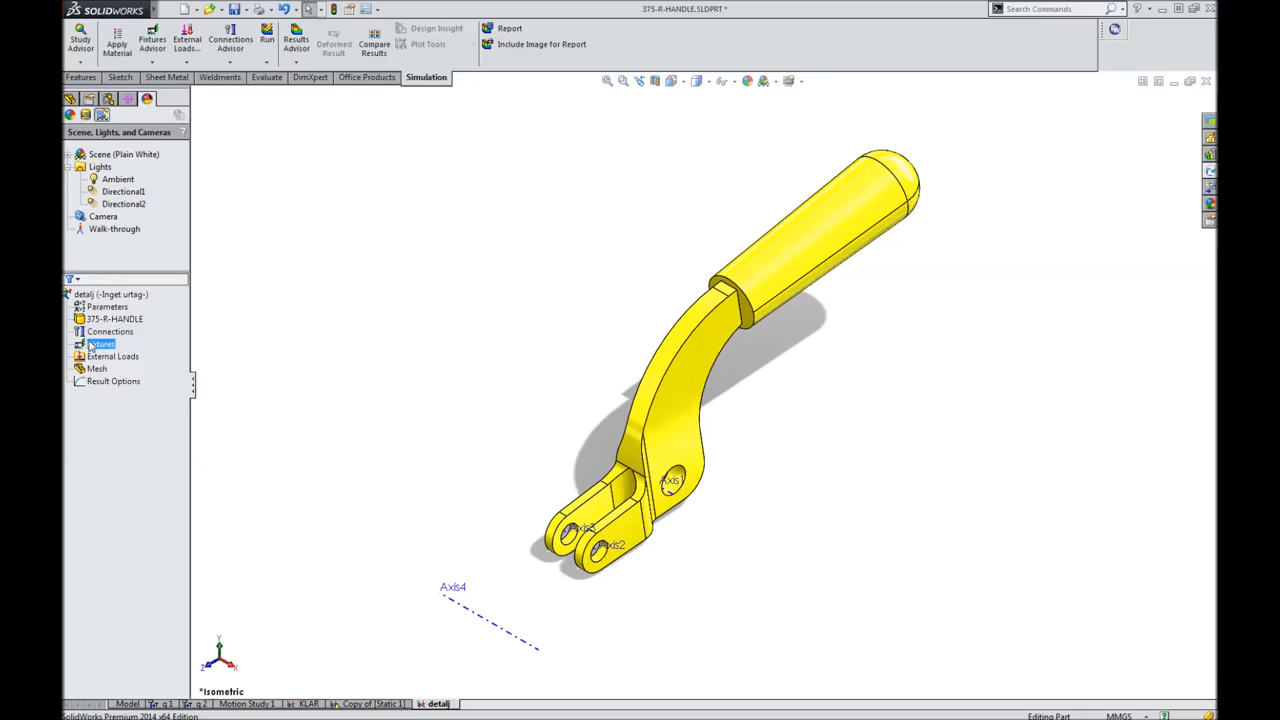 SOLIDWORKS
375-R-HANDLE.SLDPRT *
Search Commands
Study Advisor
Apply Material
Fixtures Advisor
External Loads...
Connections Advisor
Run
Results Advisor
Deformed Result
Compare Results
Design Insight
Plot Tools
Report
Include Image for Report
Features
Sketch
Sheet Metal
Weldments
Evaluate
DimXpert
Office Products
Simulation
Scene, Lights, and Cameras
?
Scene (Plain White)
Lights
Ambient
Directional1
Directional2
Camera
Walk-through
detalj (-Inget urtag-)
Parameters
375-R-HANDLE
Connections
External Loads
Mesh
Result Options
Axis1
Axis3
Axis2
Axis4
Y
Z
X
*Isometric
Model
q1
q2
Motion Study 1
KLAR
Copy of [Static 1]
detalj
SolidWorks Premium 2014 x64 Edition
Editing Part
MMGS